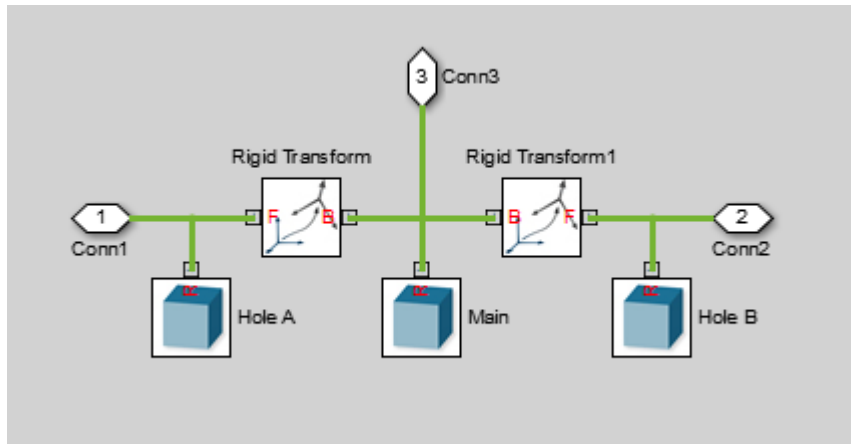 3 Conn3
Rigid Transform Rigid Transform1
1 F B B F 2
Conn1 Conn2
R R R
Hole A Main Hole B